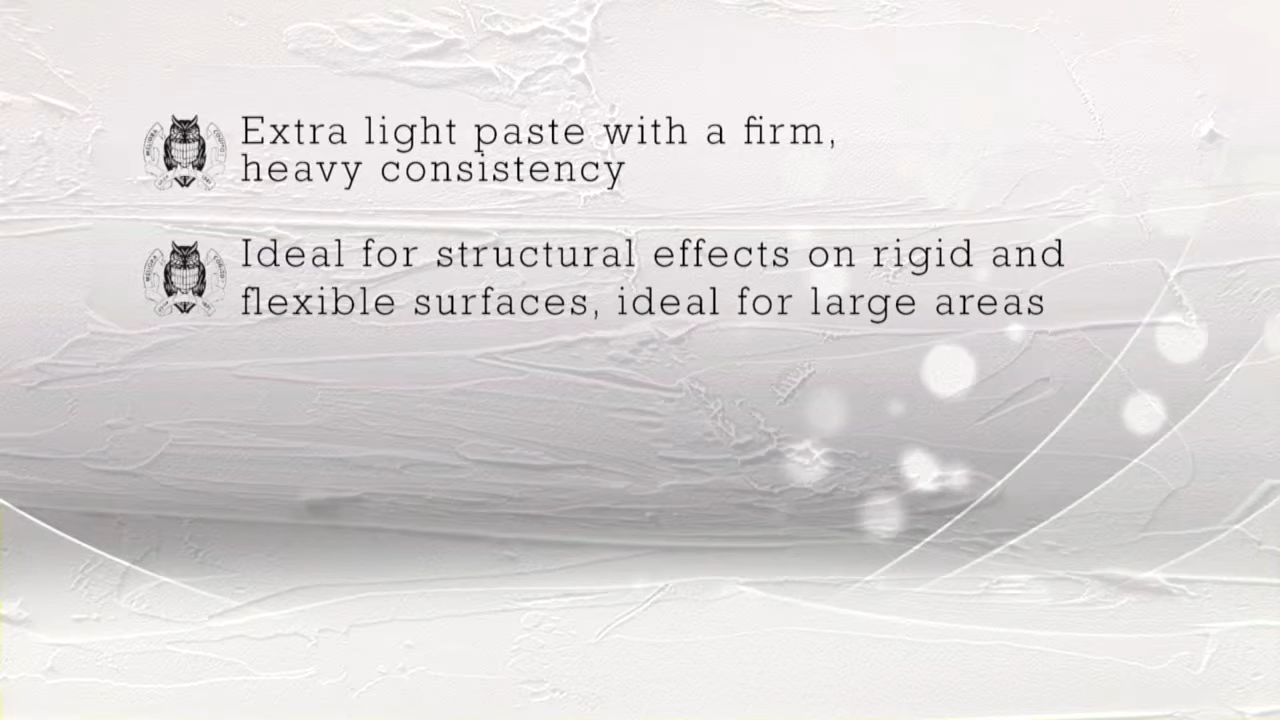 Extra light paste with a firm,
heavy consistency
Ideal for structural effects on rigid and
flexible surfaces, ideal for large areas